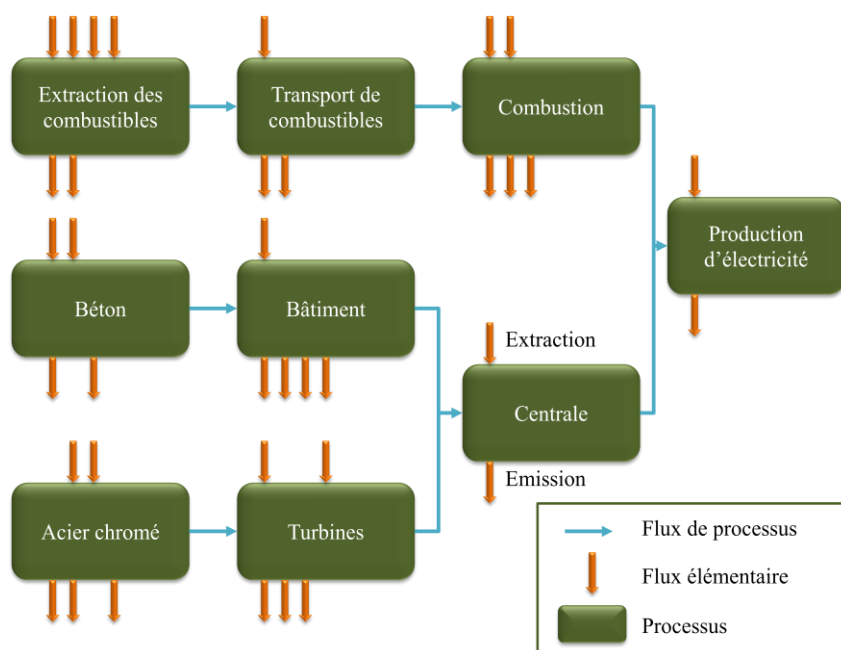 Extraction des
combustibles
Transport de
combustibles
Combustion
Production
d'électricité
Béton
Bâtiment
Extraction
Centrale
Emission
Acier chromé
Turbines
Flux de processus
Flux élémentaire
Processus